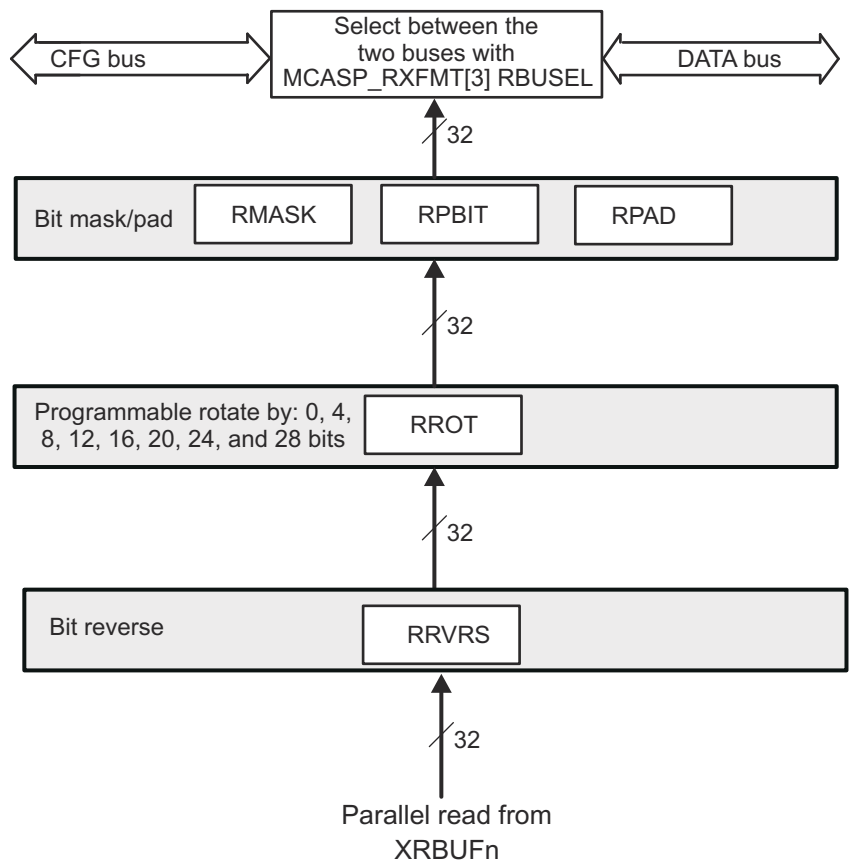 Select between the
two buses with
MCASP_RXFMT[3] RBUSEL
CFG bus
DATA bus
32
Bit mask/pad
RMASK
RPBIT
RPAD
32
Programmable rotate by: 0, 4,
8, 12, 16, 20, 24, and 28 bits
RROT
32
Bit reverse
RRVRS
32
Parallel read from
XRBUFn